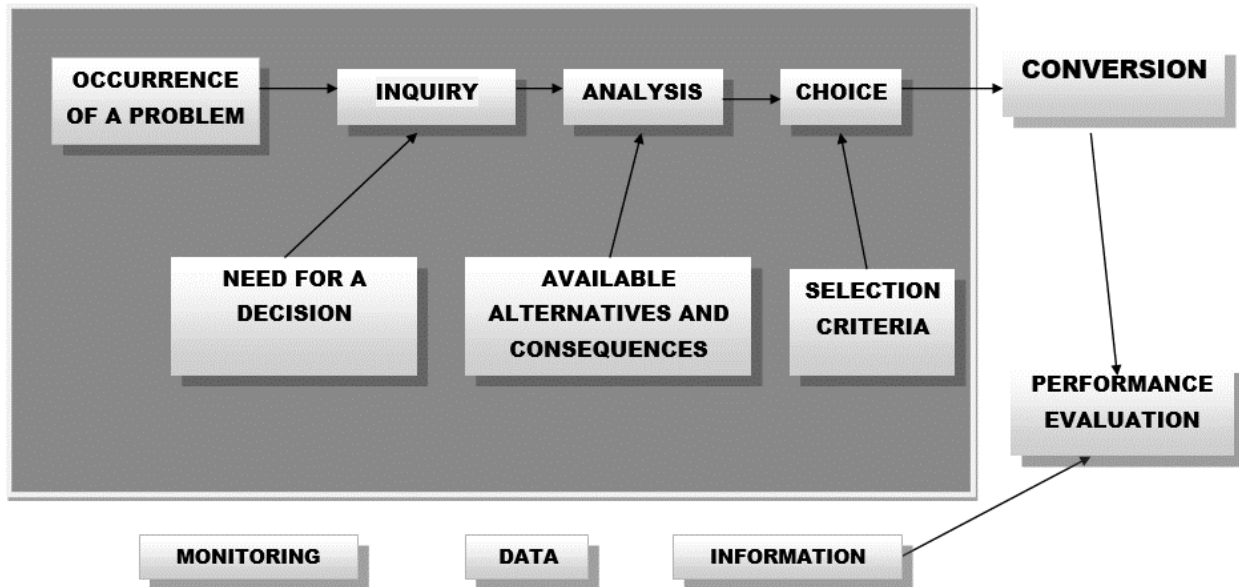 OCCURRENCE
OF A PROBLEM
INQUIRY
ANALYSIS
CHOICE
CONVERSION
NEED FOR A
DECISION
AVAILABLE
ALTERNATIVES AND
CONSEQUENCES
SELECTION
CRITERIA
PERFORMANCE
EVALUATION
MONITORING
DATA
INFORMATION